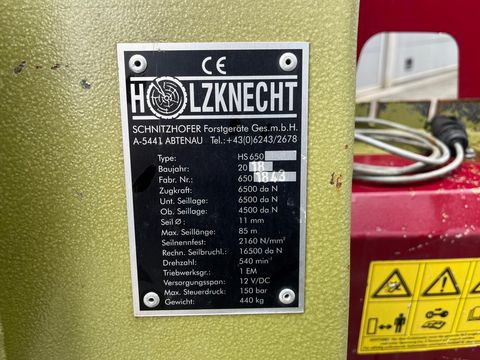 CE
HOLZKNECHT
SCHNITZHOFER Forstgeräte Ges.m.b.H.
A-5441 ABTENAU Tel.:+43(0)6243/2678
Type: HS 650
Baujahr: 20 18
Fabr. Nr.: 650 1843
Zugkraft: 6500 da N
Unt. Seillage: 6500 da N
Ob. Seillage: 4500 da N
Seil Ø: 11 mm
Max. Seillänge: 85 m
Seilnennfest: 2160 N/mm²
Rechn. Seilbruchl.: 16500 da N
Drehzahl: 540 min⁻¹
Triebwerksgr.: 1 EM
Versorgungsspan: 12 V/DC
Max. Steuerdruck: 150 bar
Gewicht: 440 kg